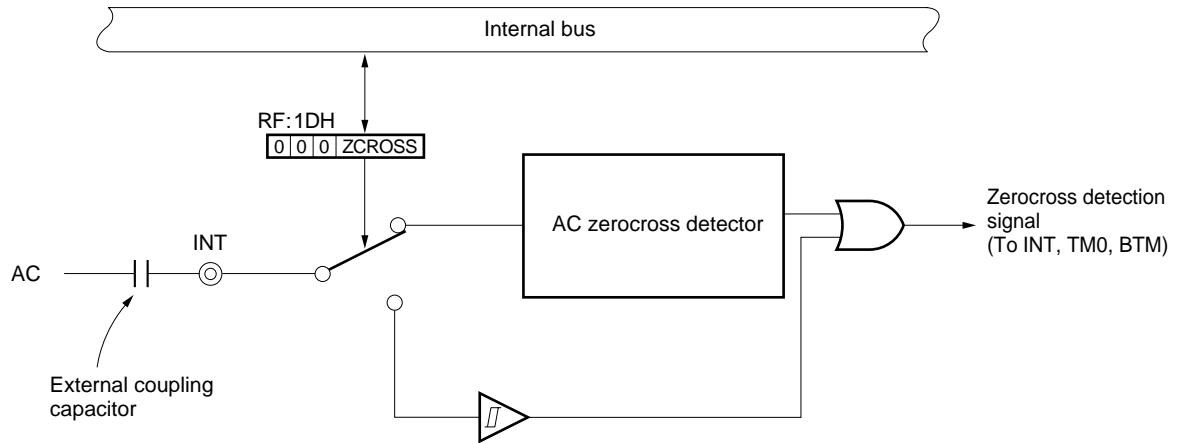 Internal bus
RF:1DH
0 0 0 ZCROSS
AC zerocross detector
Zerocross detection
signal
(To INT, TM0, BTM)
INT
AC
External coupling
capacitor